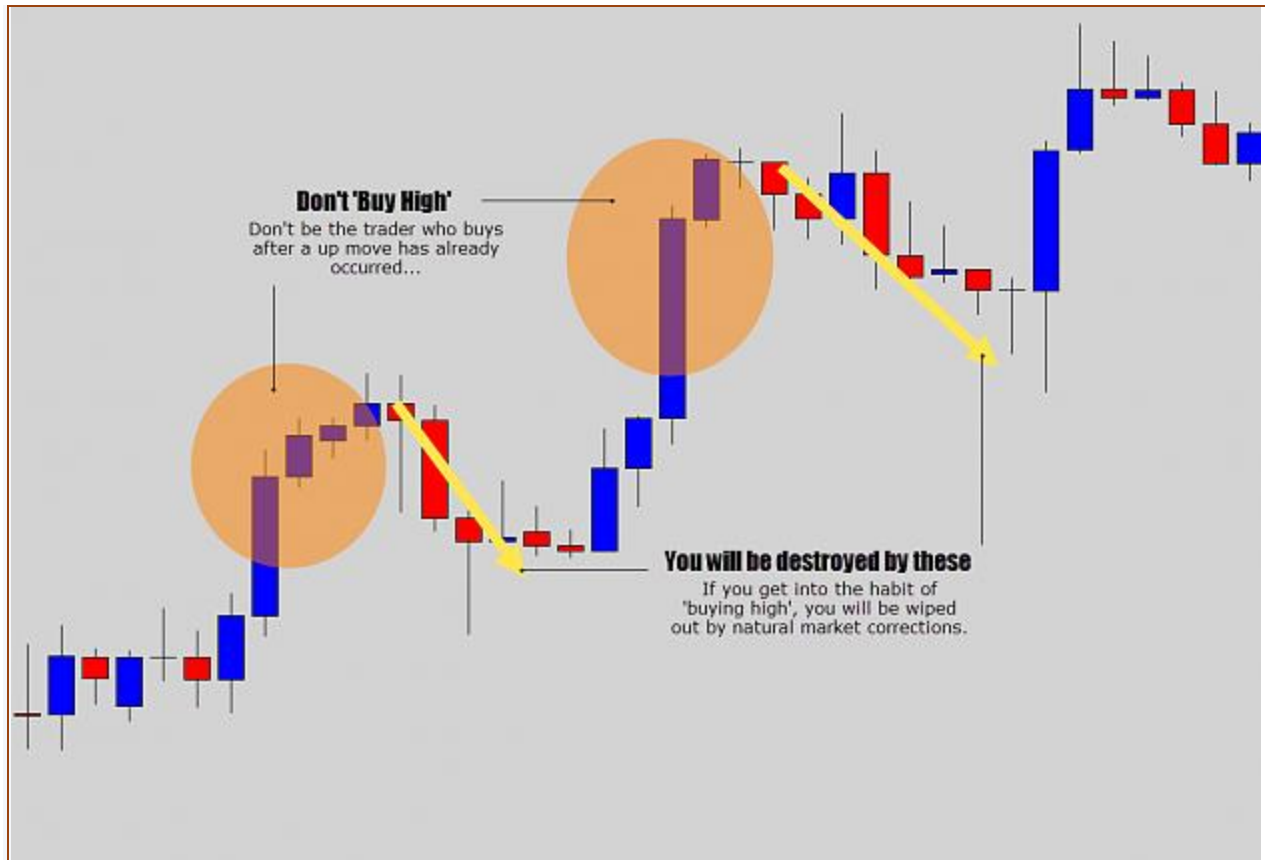 Don't 'Buy High'
Don't be the trader who buys
after a up move has already
occurred...
You will be destroyed by these
If you get into the habit of
'buying high', you will be wiped
out by natural market corrections.